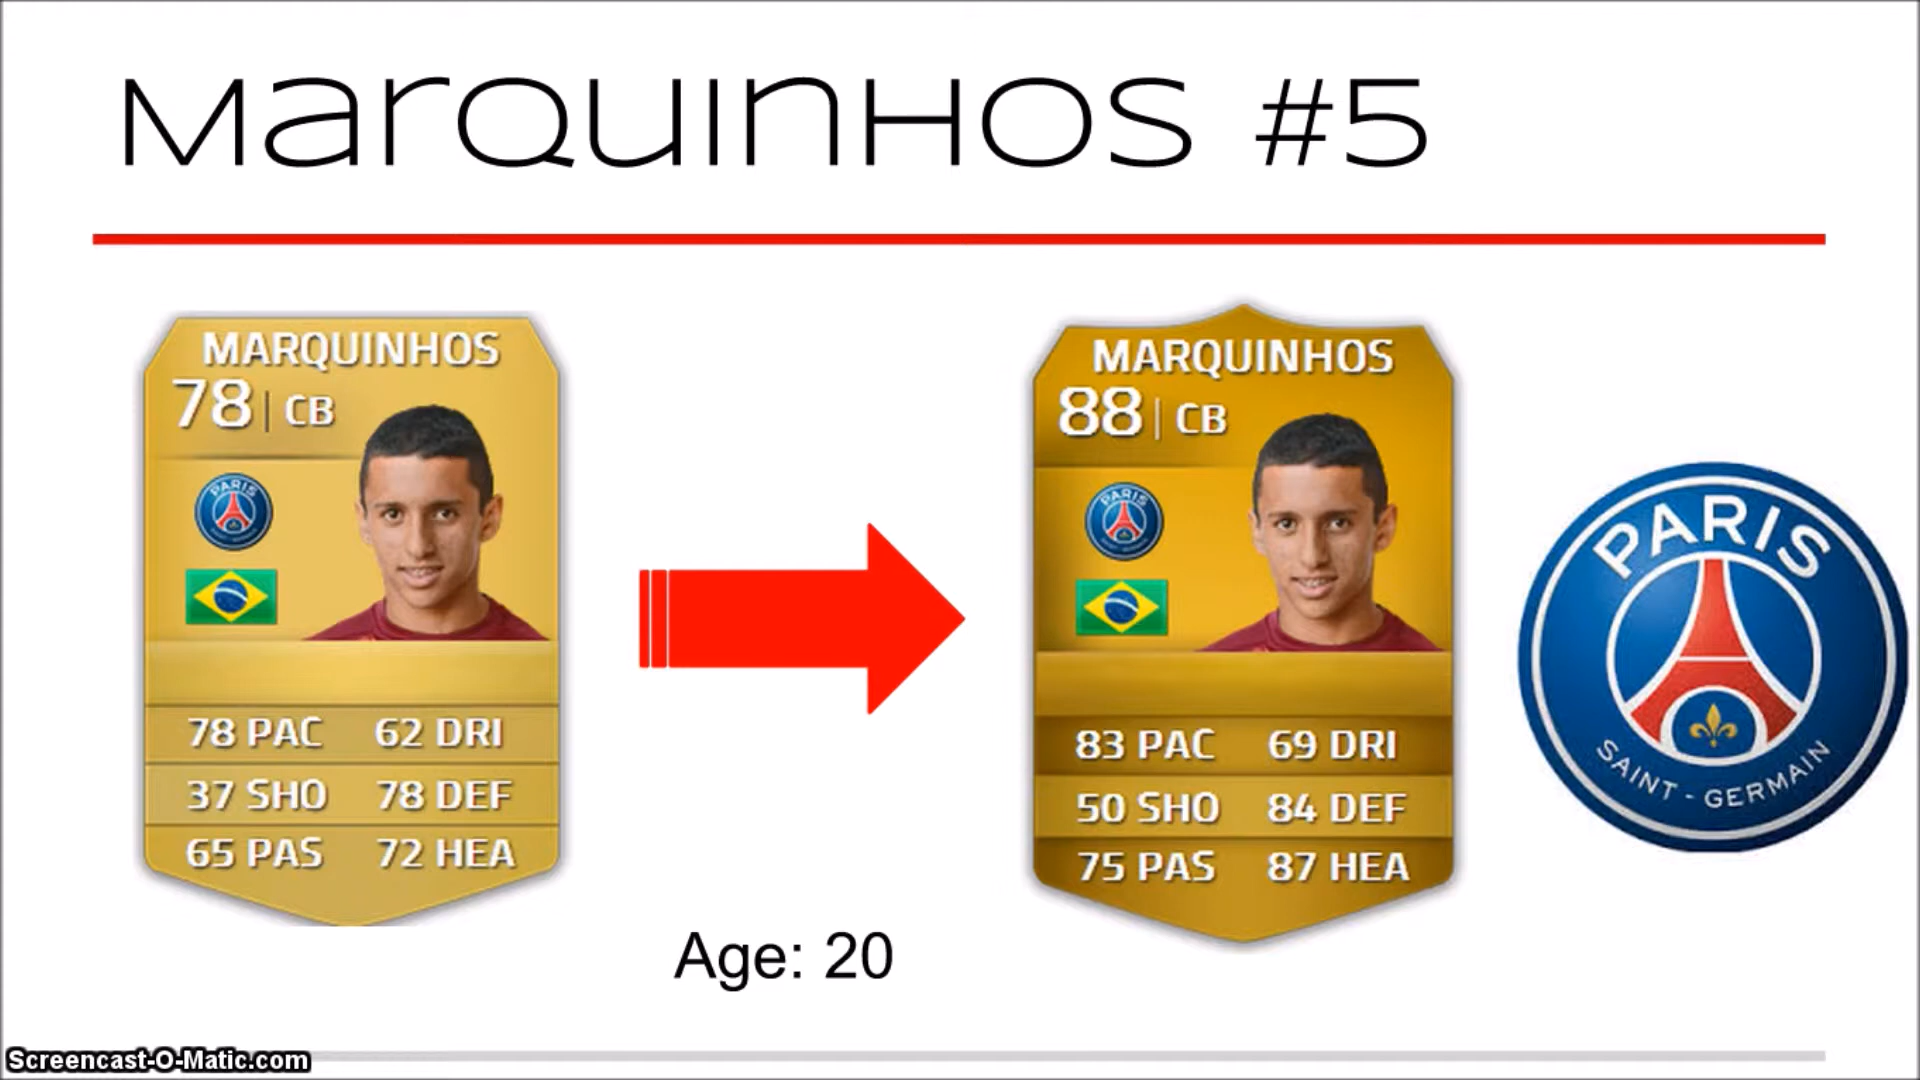 Marquinhos #5
MARQUINHOS
78 | CB
PARIS
78 PAC 62 DRI
37 SHO 78 DEF
65 PAS 72 HEA
MARQUINHOS
88 | CB
PARIS
83 PAC 69 DRI
50 SHO 84 DEF
75 PAS 87 HEA
PARIS
SAINT-GERMAIN
Age: 20
Screencast-O-Matic.com